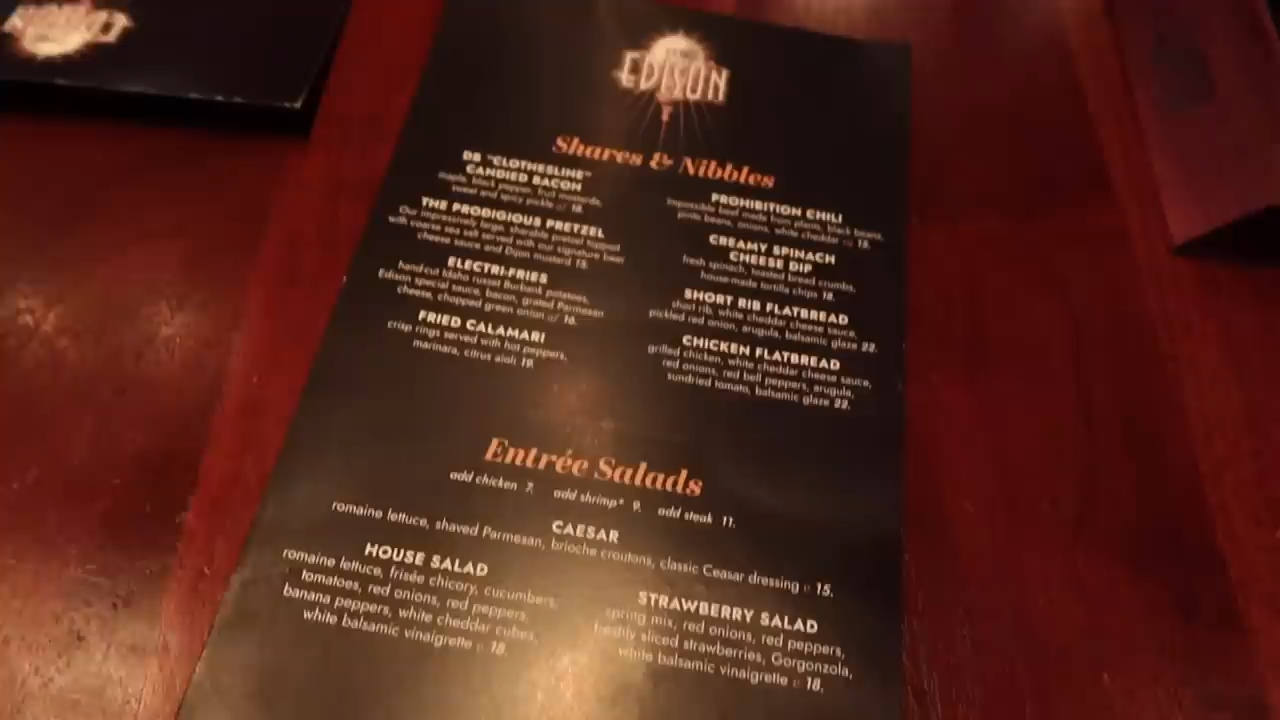 EDISON
Shares & Nibbles
DB "CLOTHESLINE"
CANDIED BACON
maple, black pepper, fruit mustards,
sweet and spicy pickle 18.
THE PRODIGIOUS PRETZEL
Our impressively large, sharable pretzel topped
with coarse sea salt served with our signature beer
cheese sauce and Dijon mustard 15.
ELECTRI-FRIES
hand-cut Idaho russet Burbank potatoes,
Edison special sauce, bacon, grated Parmesan
cheese, chopped green onion 16.
FRIED CALAMARI
crisp rings served with hot peppers,
marinara, citrus aioli 19.
PROHIBITION CHILI
impossible beef made from plants, black beans,
pinto beans, onions, white cheddar 15.
CREAMY SPINACH
CHEESE DIP
fresh spinach, toasted bread crumbs,
house-made tortilla chips 18.
SHORT RIB FLATBREAD
short rib, white cheddar cheese sauce,
pickled red onion, arugula, balsamic glaze 22.
CHICKEN FLATBREAD
grilled chicken, white cheddar cheese sauce,
red onions, red bell peppers, arugula,
sundried tomato, balsamic glaze 22.
Entrée Salads
add chicken 7. add shrimp* 9. add steak 11.
CAESAR
romaine lettuce, shaved Parmesan, brioche croutons, classic Ceasar dressing 15.
HOUSE SALAD
romaine lettuce, frisée chicory, cucumbers,
tomatoes, red onions, red peppers,
banana peppers, white cheddar cubes,
white balsamic vinaigrette 18.
STRAWBERRY SALAD
spring mix, red onions, red peppers,
freshly sliced strawberries, Gorgonzola,
white balsamic vinaigrette 18.